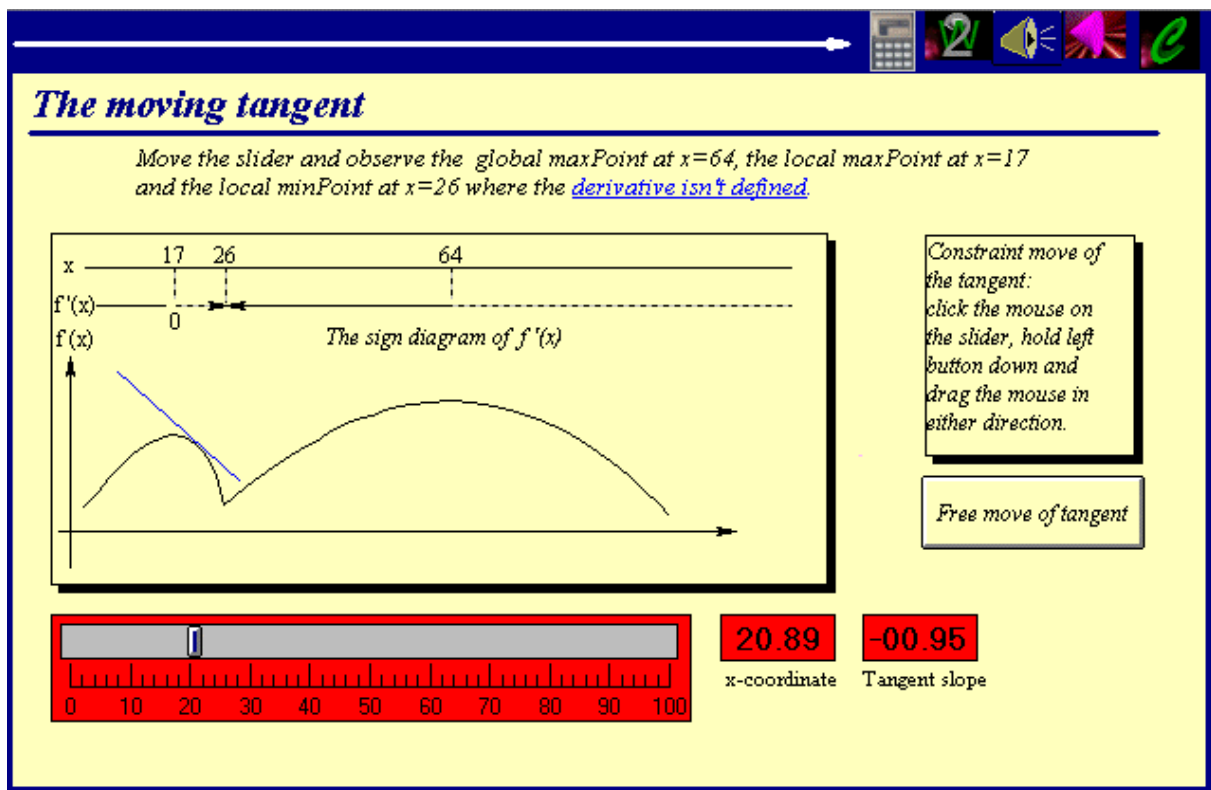 The moving tangent
Move the slider and observe the global maxPoint at x=64, the local maxPoint at x=17
and the local minPoint at x=26 where the derivative isn't defined.
x 17 26 64
f'(x)
0
f(x)
The sign diagram of f'(x)
Constraint move of
the tangent:
click the mouse on
the slider, hold left
button down and
drag the mouse in
either direction.
Free move of tangent
0 10 20 30 40 50 60 70 80 90 100
20.89
x-coordinate
-00.95
Tangent slope